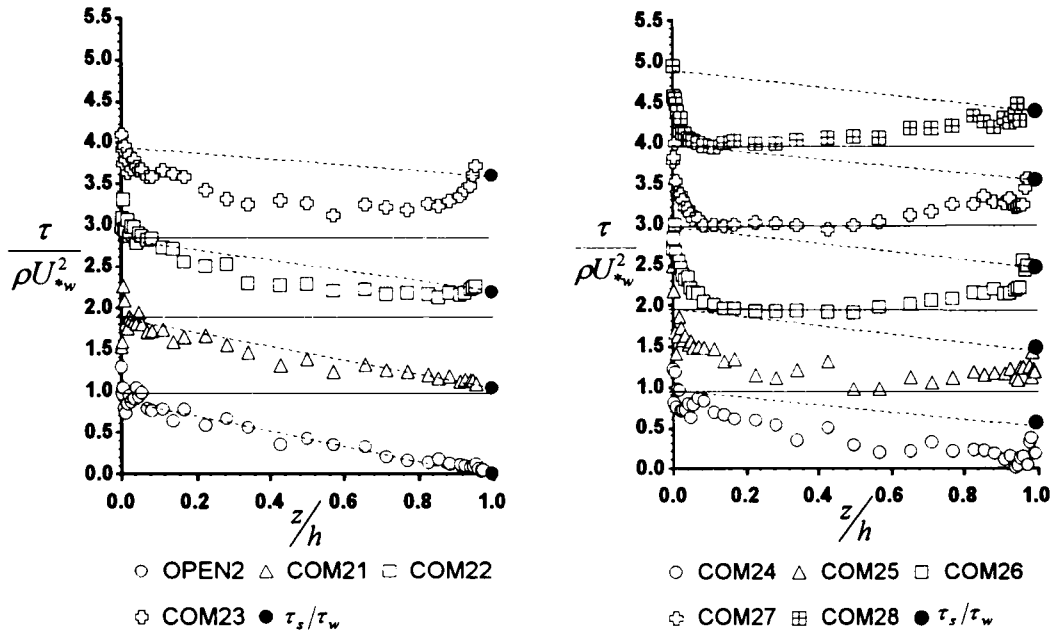 5.5
5.0
4.5
4.0
3.5
3.0
τ
ρU²*w
2.5
2.0
1.5
1.0
0.5
0.0
0.0 0.2 0.4 0.6 0.8 1.0
z/h
○ OPEN2 △ COM21 □ COM22
COM23 ● τs/τw
5.5
5.0
4.5
4.0
3.5
3.0
τ
ρU²*w
2.5
2.0
1.5
1.0
0.5
0.0
0.0 0.2 0.4 0.6 0.8 1.0
z/h
○ COM24 △ COM25 □ COM26
COM27 ⊞ COM28 ● τs/τw